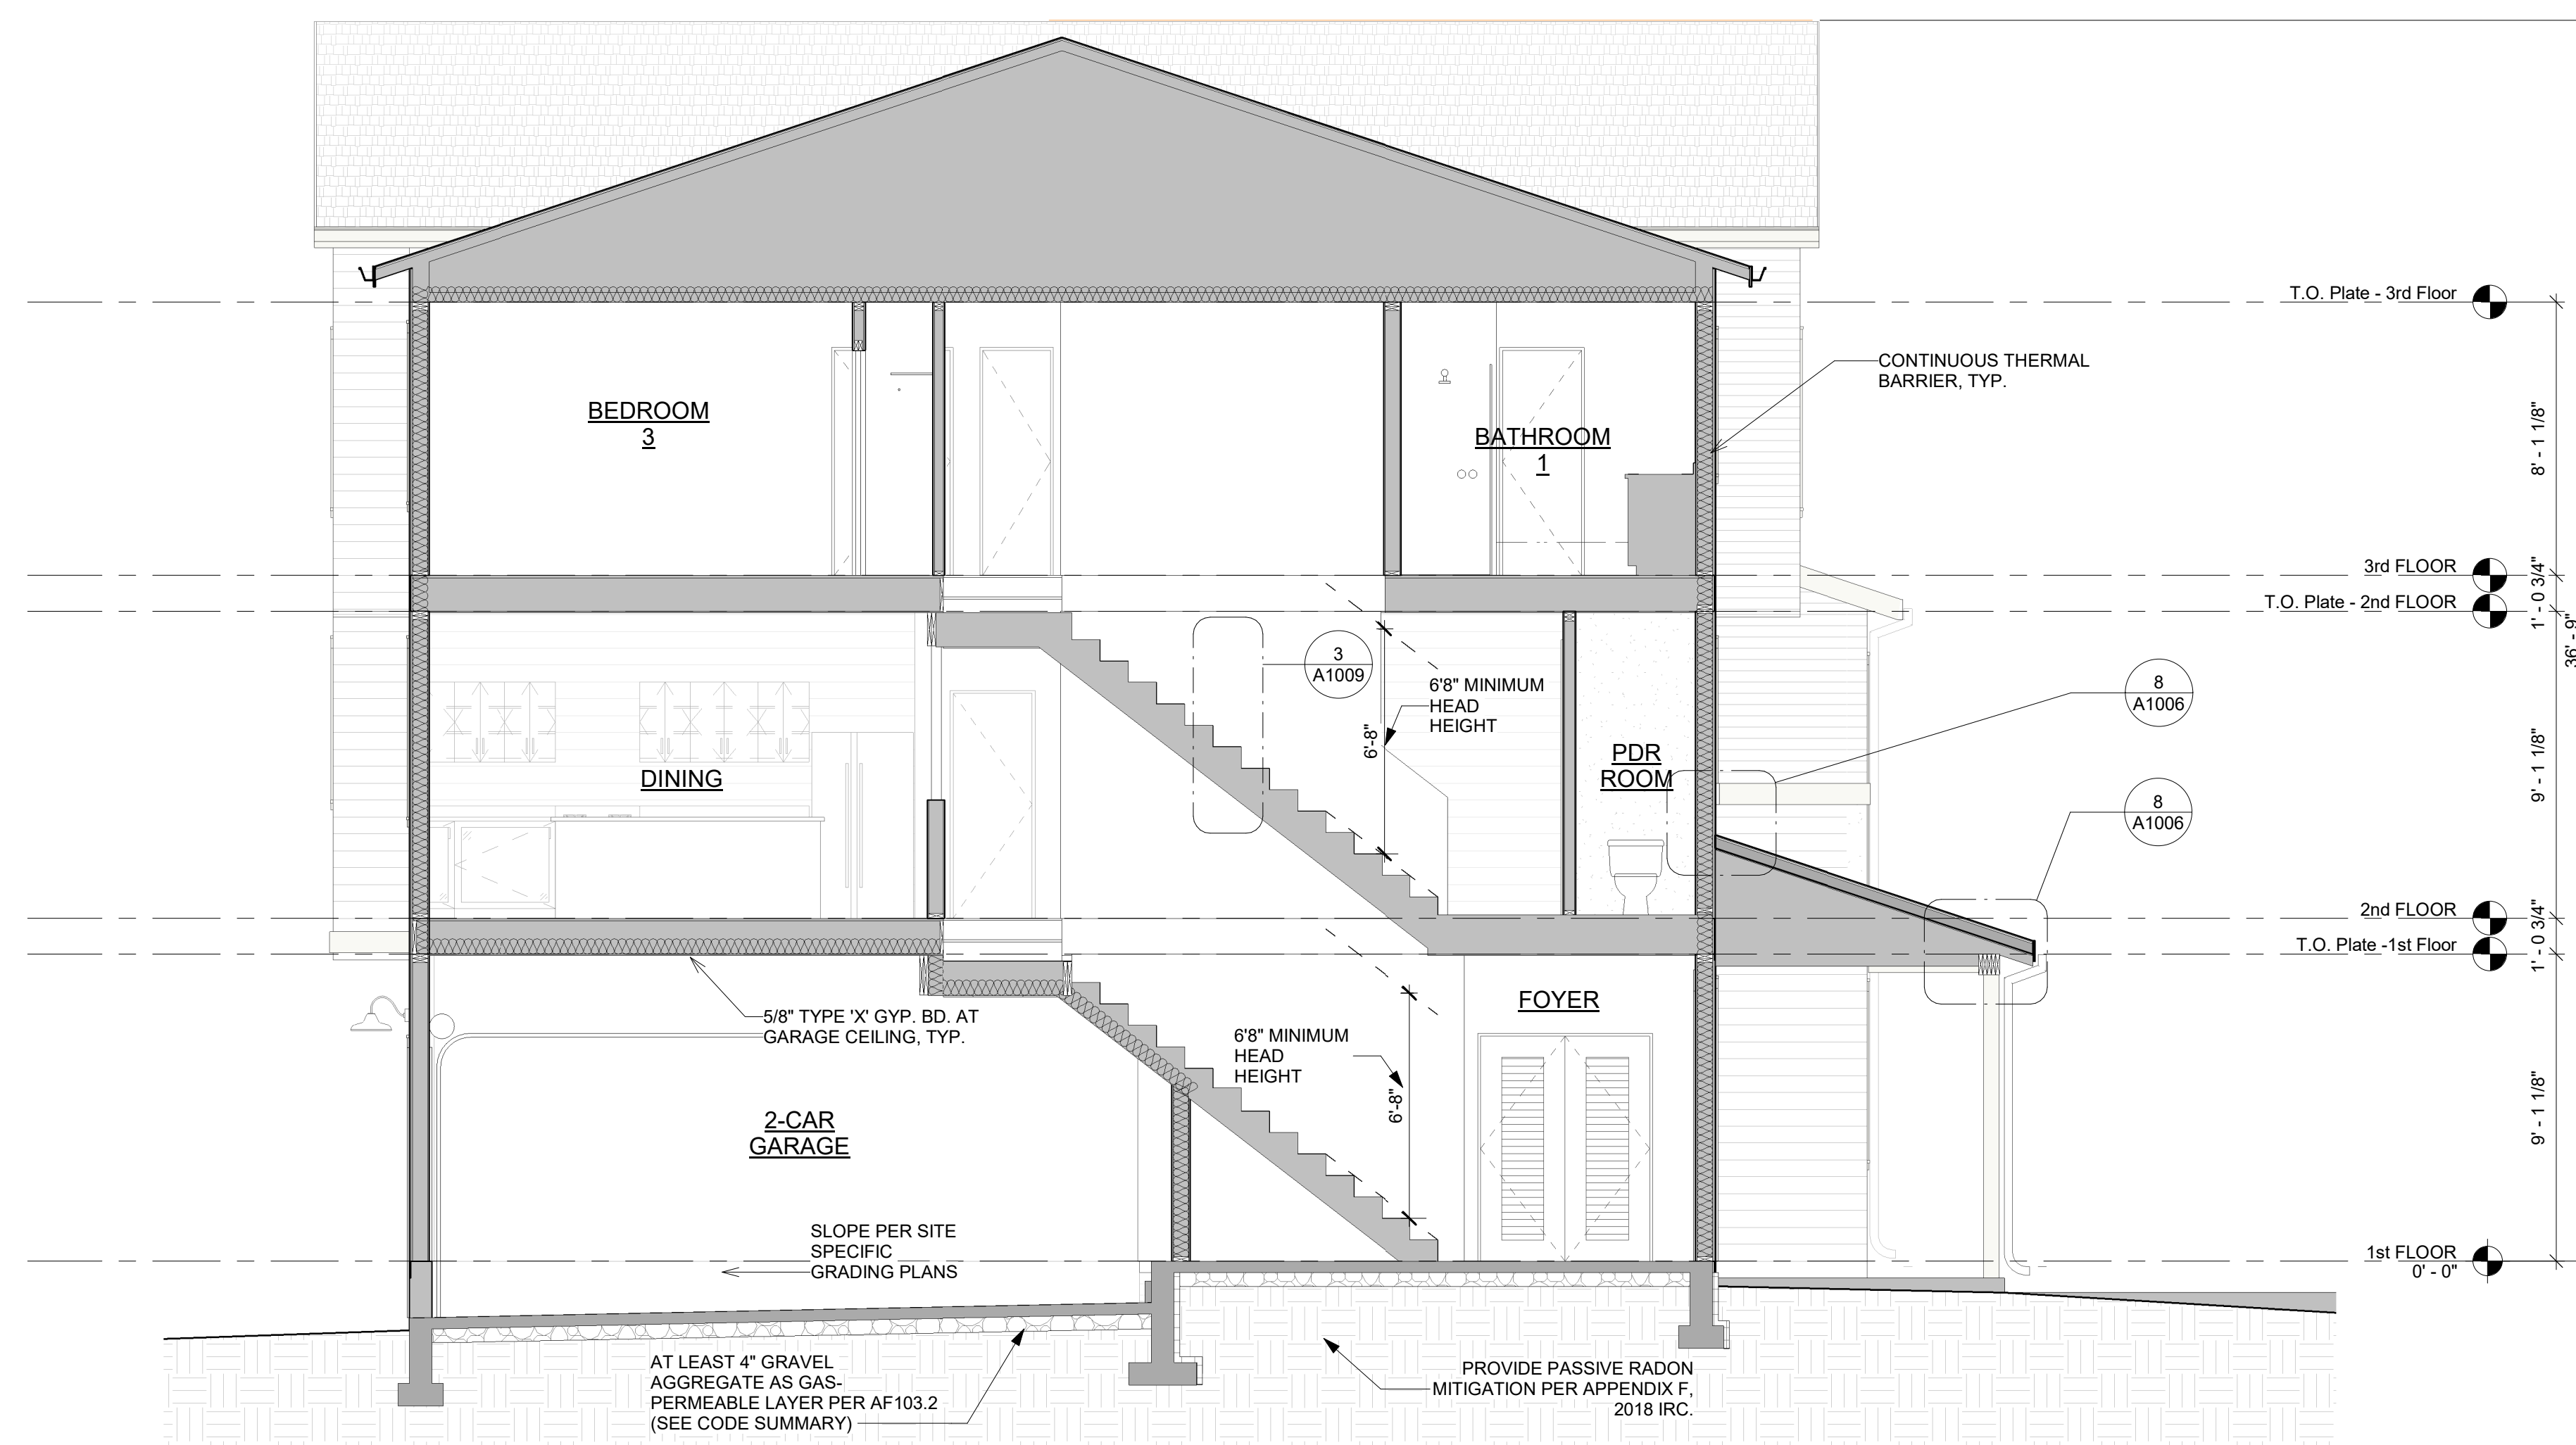 T.O. Plate - 3rd Floor
CONTINUOUS THERMAL
BARRIER, TYP.
8' - 1 1/8"
BEDROOM
3
BATHROOM
1
3rd FLOOR
1' - 0 3/4"
T.O. Plate - 2nd FLOOR
36' - 9"
3
A1009
6'8" MINIMUM
HEAD
HEIGHT
6'-8"
8
A1006
PDR
ROOM
DINING
9' - 1 1/8"
8
A1006
2nd FLOOR
1' - 0 3/4"
T.O. Plate -1st Floor
FOYER
5/8" TYPE 'X' GYP. BD. AT
GARAGE CEILING, TYP.
6'8" MINIMUM
HEAD
HEIGHT
6'-8"
9' - 1 1/8"
2-CAR
GARAGE
SLOPE PER SITE
SPECIFIC
GRADING PLANS
1st FLOOR
0' - 0"
AT LEAST 4" GRAVEL
AGGREGATE AS GAS-
PERMEABLE LAYER PER AF103.2
(SEE CODE SUMMARY)
PROVIDE PASSIVE RADON
MITIGATION PER APPENDIX F,
2018 IRC.